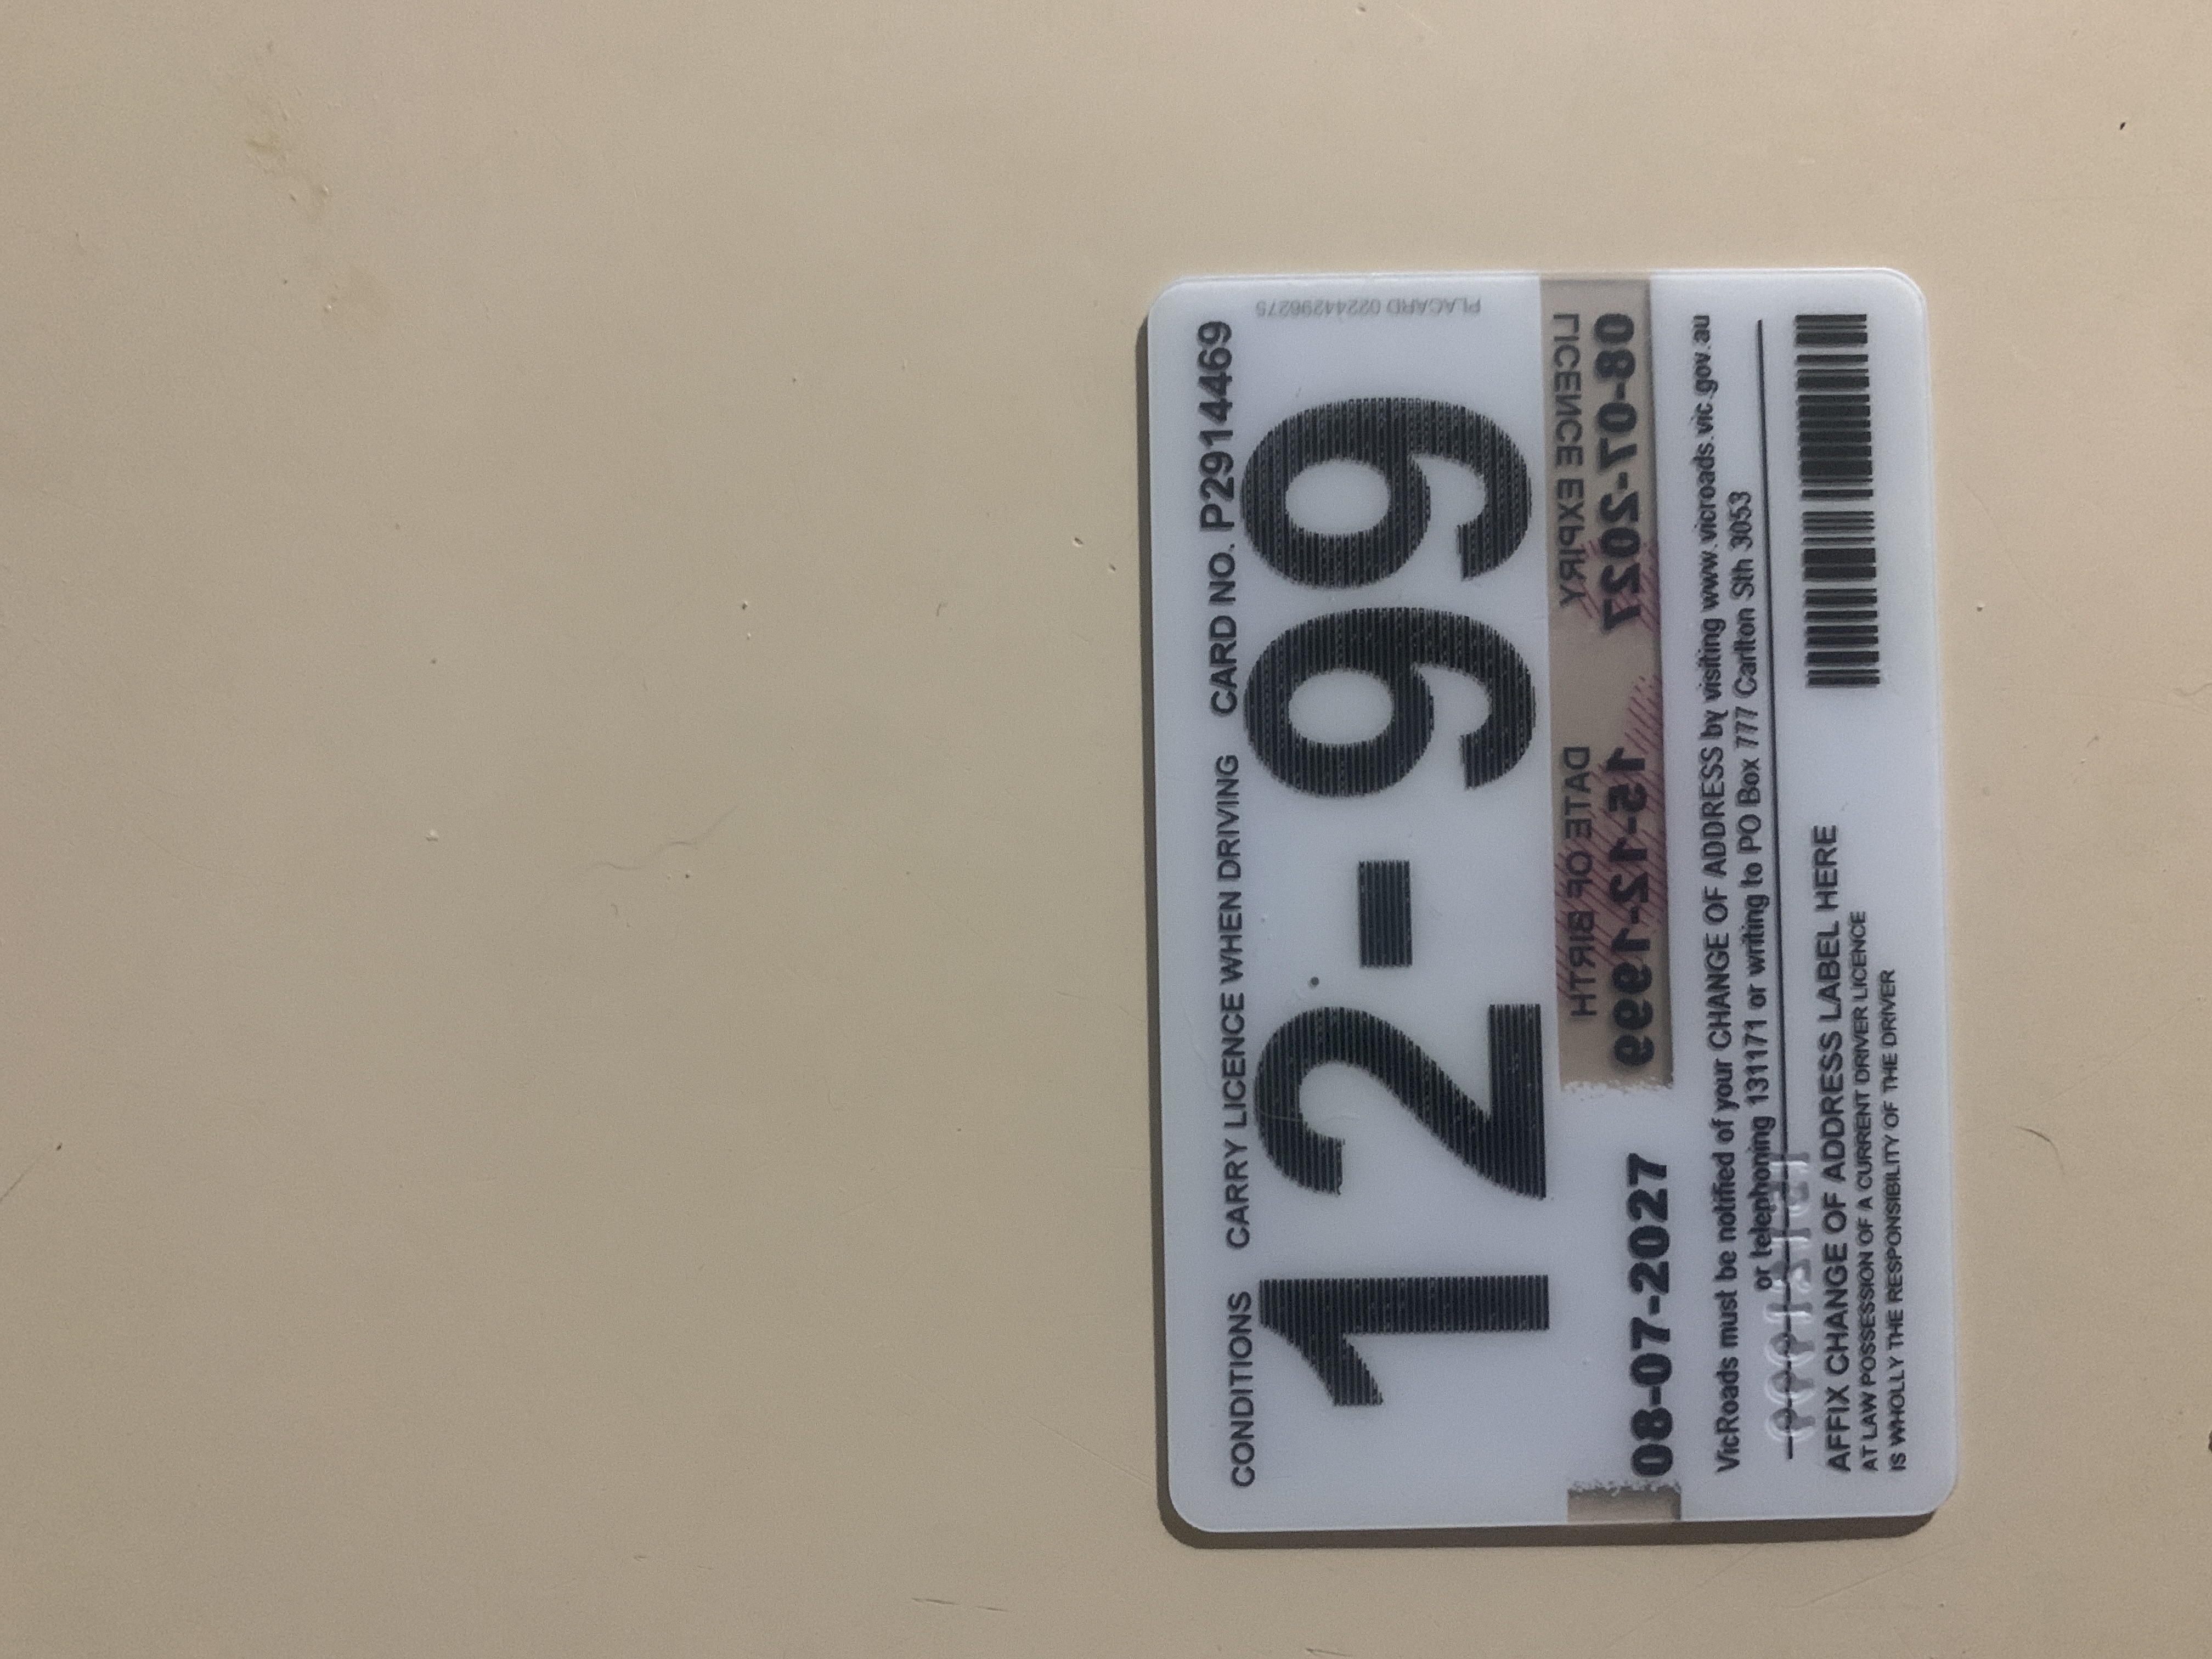 CONDITIONS CARRY LICENCE WHEN DRIVING CARD NO. P2914469
PLACARD 02244296275
12-99
LICENCE EXPIRY
08-07-2027
DATE OF BIRTH
15-12-1999
08-07-2027
VicRoads must be notified of your CHANGE OF ADDRESS by visiting www.vicroads.vic.gov.au
or telephoning 131171 or writing to PO Box 777 Carlton Sth 3053
AFFIX CHANGE OF ADDRESS LABEL HERE
AT LAW POSSESSION OF A CURRENT DRIVER LICENCE
IS WHOLLY THE RESPONSIBILITY OF THE DRIVER